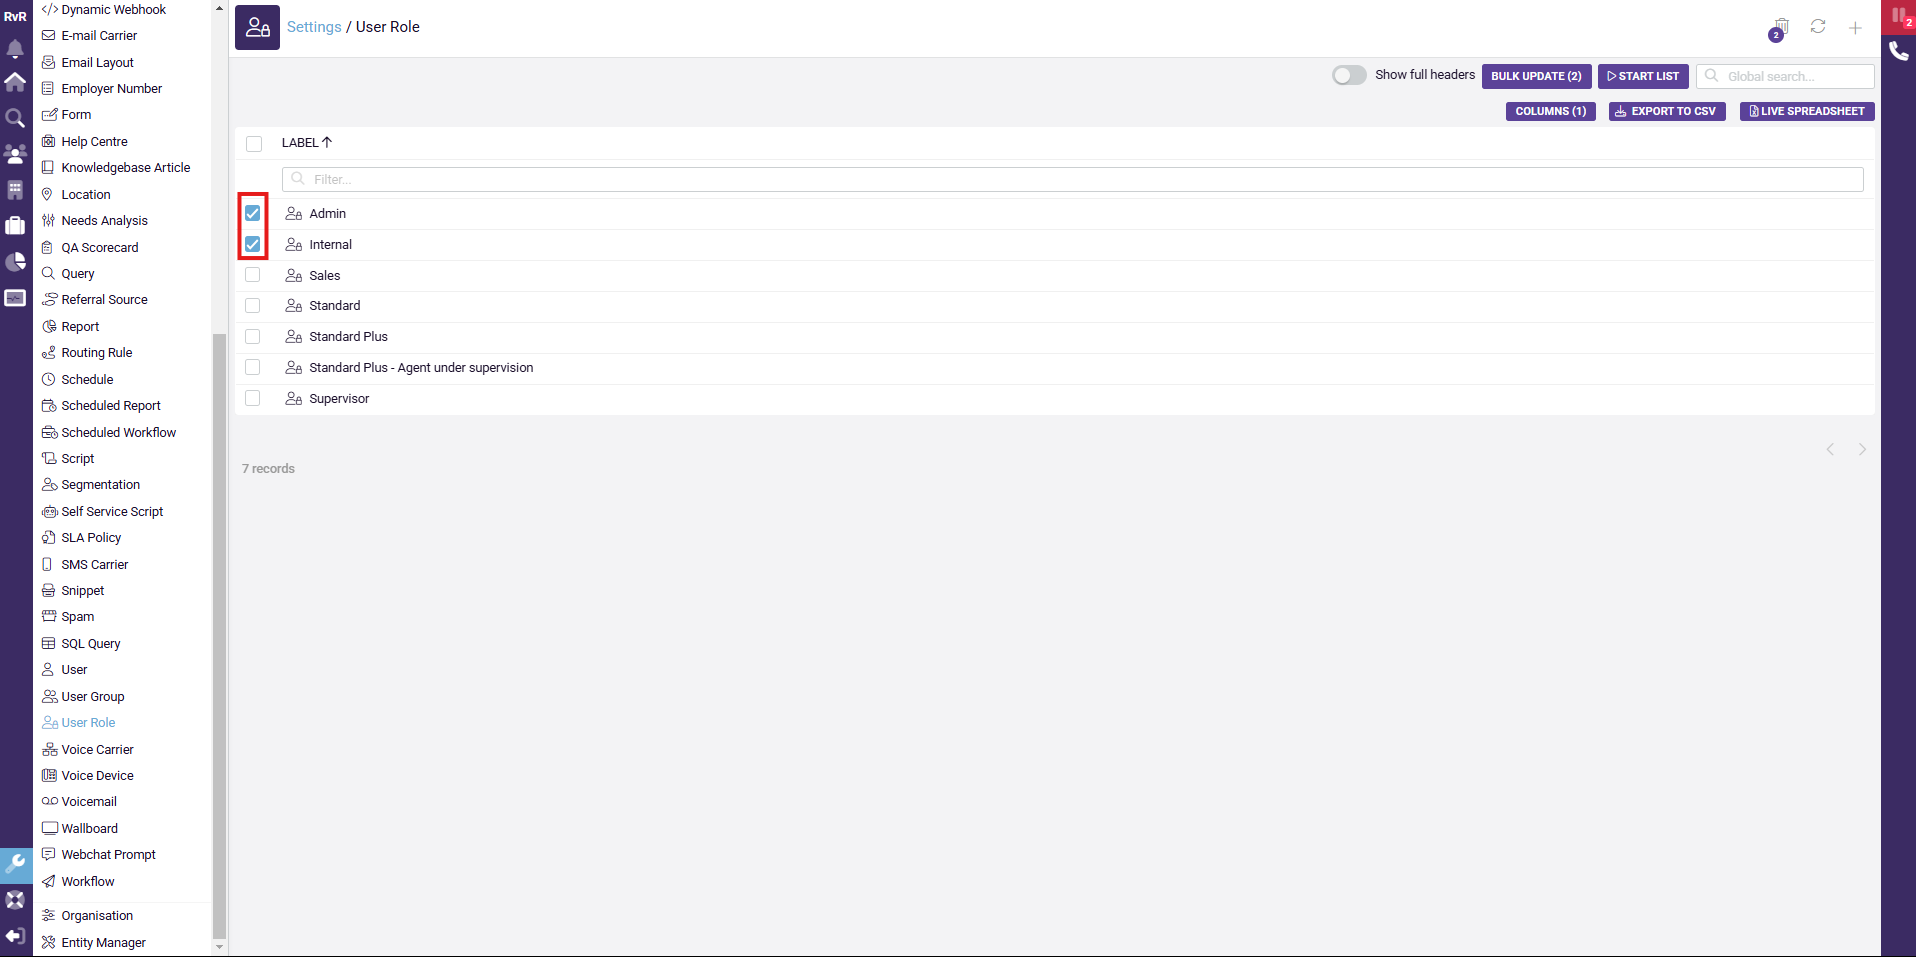 RvR
Dynamic Webhook
E-mail Carrier
Email Layout
Employer Number
Form
Help Centre
Knowledgebase Article
Location
Needs Analysis
QA Scorecard
Query
Referral Source
Report
Routing Rule
Schedule
Scheduled Report
Scheduled Workflow
Script
Segmentation
Self Service Script
SLA Policy
SMS Carrier
Snippet
Spam
SQL Query
User
User Group
User Role
Voice Carrier
Voice Device
Voicemail
Wallboard
Webchat Prompt
Workflow
Organisation
Entity Manager
Settings / User Role
2
2
Show full headers
BULK UPDATE (2)
START LIST
Global search...
COLUMNS (1)
EXPORT TO CSV
LIVE SPREADSHEET
LABEL
Filter...
Admin
Internal
Sales
Standard
Standard Plus
Standard Plus - Agent under supervision
Supervisor
7 records